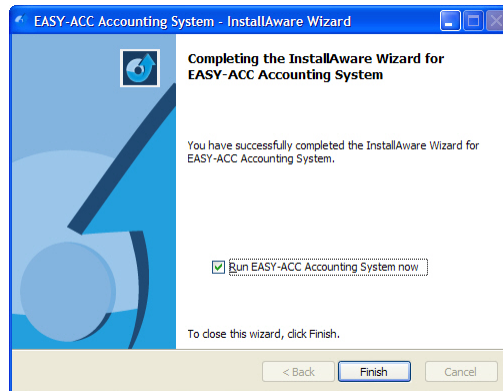 EASY-ACC Accounting System - InstallAware Wizard
Completing the InstallAware Wizard for
EASY-ACC Accounting System
You have successfully completed the InstallAware Wizard for
EASY-ACC Accounting System.
Run EASY-ACC Accounting System now
To close this wizard, click Finish.
< Back Finish Cancel